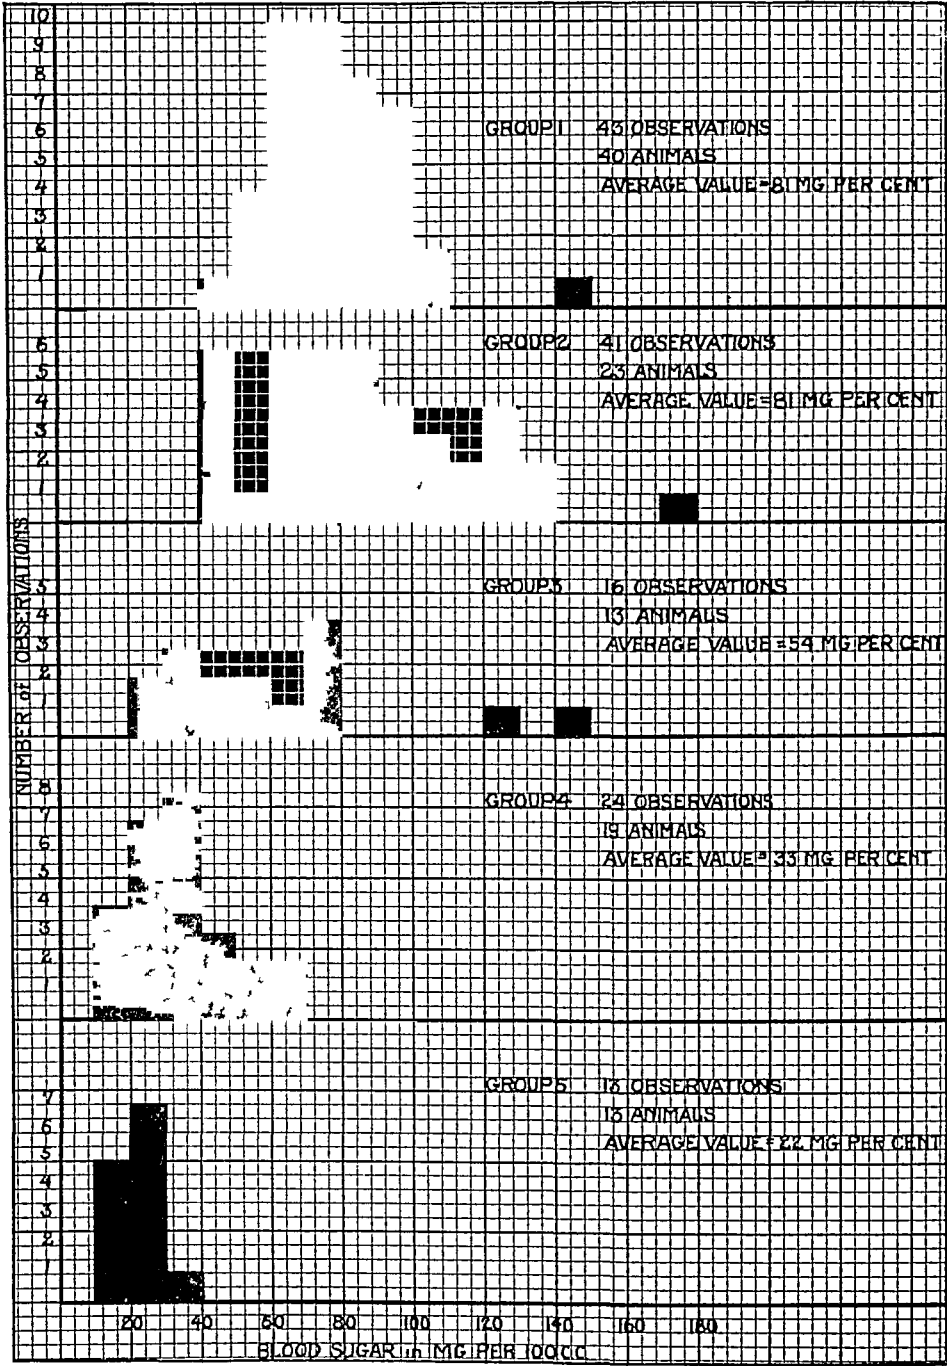 10
9
8
7
6
5
4
3
2
1
GROUP 1 43 OBSERVATIONS
40 ANIMALS
AVERAGE VALUE=81 MG PER CENT
6
5
4
3
2
1
GROUP 2 41 OBSERVATIONS
23 ANIMALS
AVERAGE VALUE=81 MG PER CENT
NUMBER of OBSERVATIONS
5
4
3
2
1
GROUP 3 16 OBSERVATIONS
13 ANIMALS
AVERAGE VALUE=54 MG PER CENT
8
7
6
5
4
3
2
1
GROUP 4 24 OBSERVATIONS
19 ANIMALS
AVERAGE VALUE= 33 MG PER CENT
7
6
5
4
3
2
1
GROUP 5 13 OBSERVATIONS
13 ANIMALS
AVERAGE VALUE=22 MG PER CENT
20 40 60 80 100 120 140 160 180
BLOOD SUGAR in MG PER 100 CC